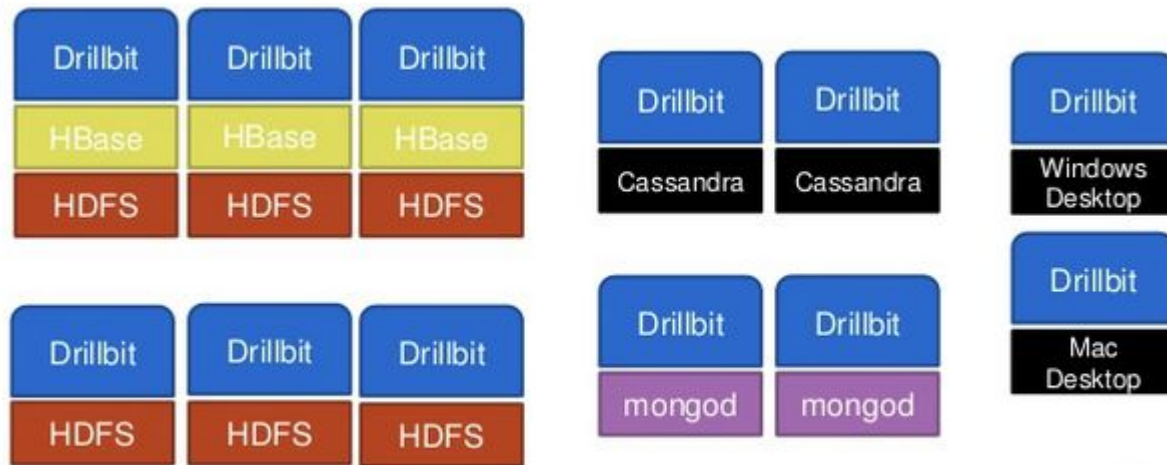 Drillbit Drillbit Drillbit
HBase HBase HBase
HDFS HDFS HDFS
Drillbit Drillbit Drillbit
HDFS HDFS HDFS
Drillbit Drillbit
Cassandra Cassandra
Drillbit Drillbit
mongod mongod
Drillbit
Windows
Desktop
Drillbit
Mac
Desktop